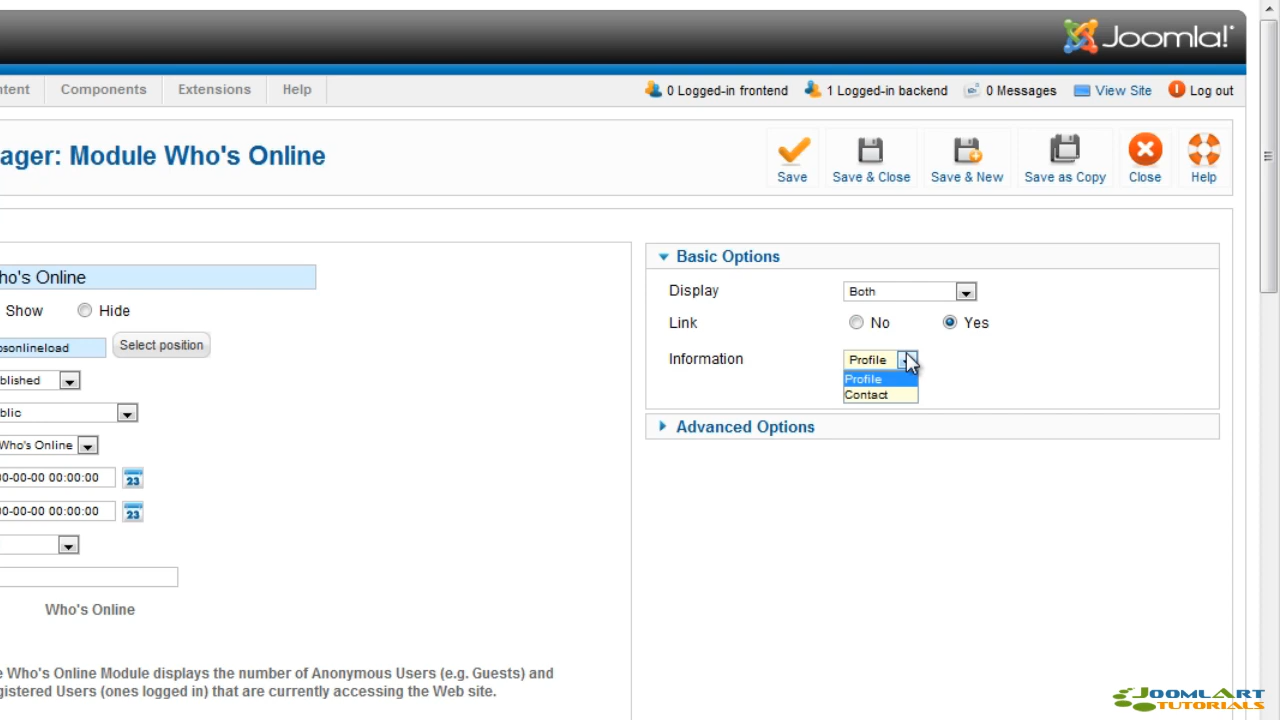 Joomla!
ntent Components Extensions Help 0 Logged-in frontend 1 Logged-in backend 0 Messages View Site Log out
ager: Module Who's Online
Save Save & Close Save & New Save as Copy Close Help
ho's Online
Show Hide
osonlineload Select position
blished
blic
Who's Online
00-00-00 00:00:00 23
00-00-00 00:00:00 23
Who's Online
e Who's Online Module displays the number of Anonymous Users (e.g. Guests) and
gistered Users (ones logged in) that are currently accessing the Web site.
Basic Options
Display Both
Link No Yes
Information Profile
Profile
Contact
Advanced Options
JOOMLART
TUTORIALS